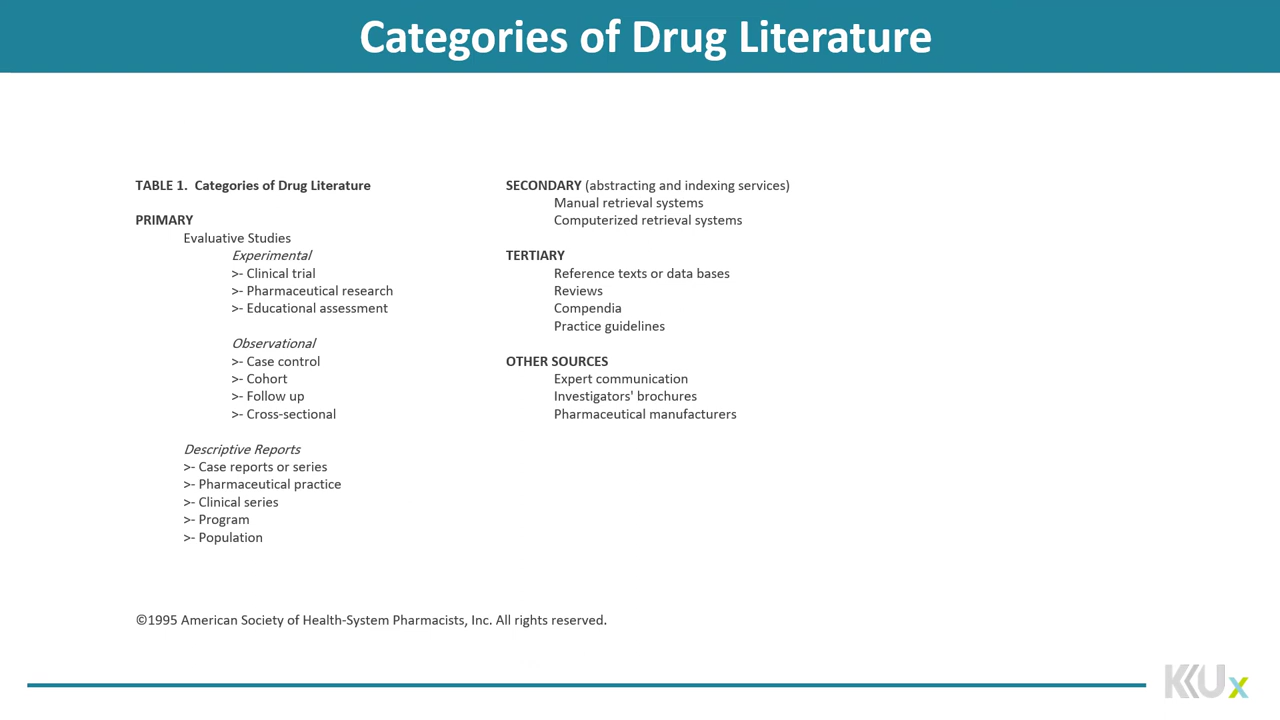 Categories of Drug Literature
TABLE 1. Categories of Drug Literature
PRIMARY
Evaluative Studies
Experimental
>- Clinical trial
>- Pharmaceutical research
>- Educational assessment
Observational
>- Case control
>- Cohort
>- Follow up
>- Cross-sectional
Descriptive Reports
>- Case reports or series
>- Pharmaceutical practice
>- Clinical series
>- Program
>- Population
SECONDARY (abstracting and indexing services)
Manual retrieval systems
Computerized retrieval systems
TERTIARY
Reference texts or data bases
Reviews
Compendia
Practice guidelines
OTHER SOURCES
Expert communication
Investigators' brochures
Pharmaceutical manufacturers
©1995 American Society of Health-System Pharmacists, Inc. All rights reserved.
KKUx